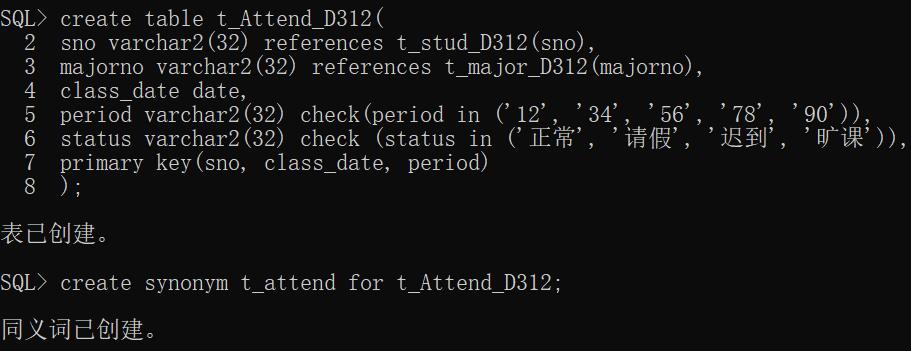 SQL> create table t_Attend_D312(
  2  sno varchar2(32) references t_stud_D312(sno),
  3  majorno varchar2(32) references t_major_D312(majorno),
  4  class_date date,
  5  period varchar2(32) check(period in ('12', '34', '56', '78', '90')),
  6  status varchar2(32) check (status in ('正常', '请假', '迟到', '旷课')),
  7  primary key(sno, class_date, period)
  8  );
表已创建。
SQL> create synonym t_attend for t_Attend_D312;
同义词已创建。